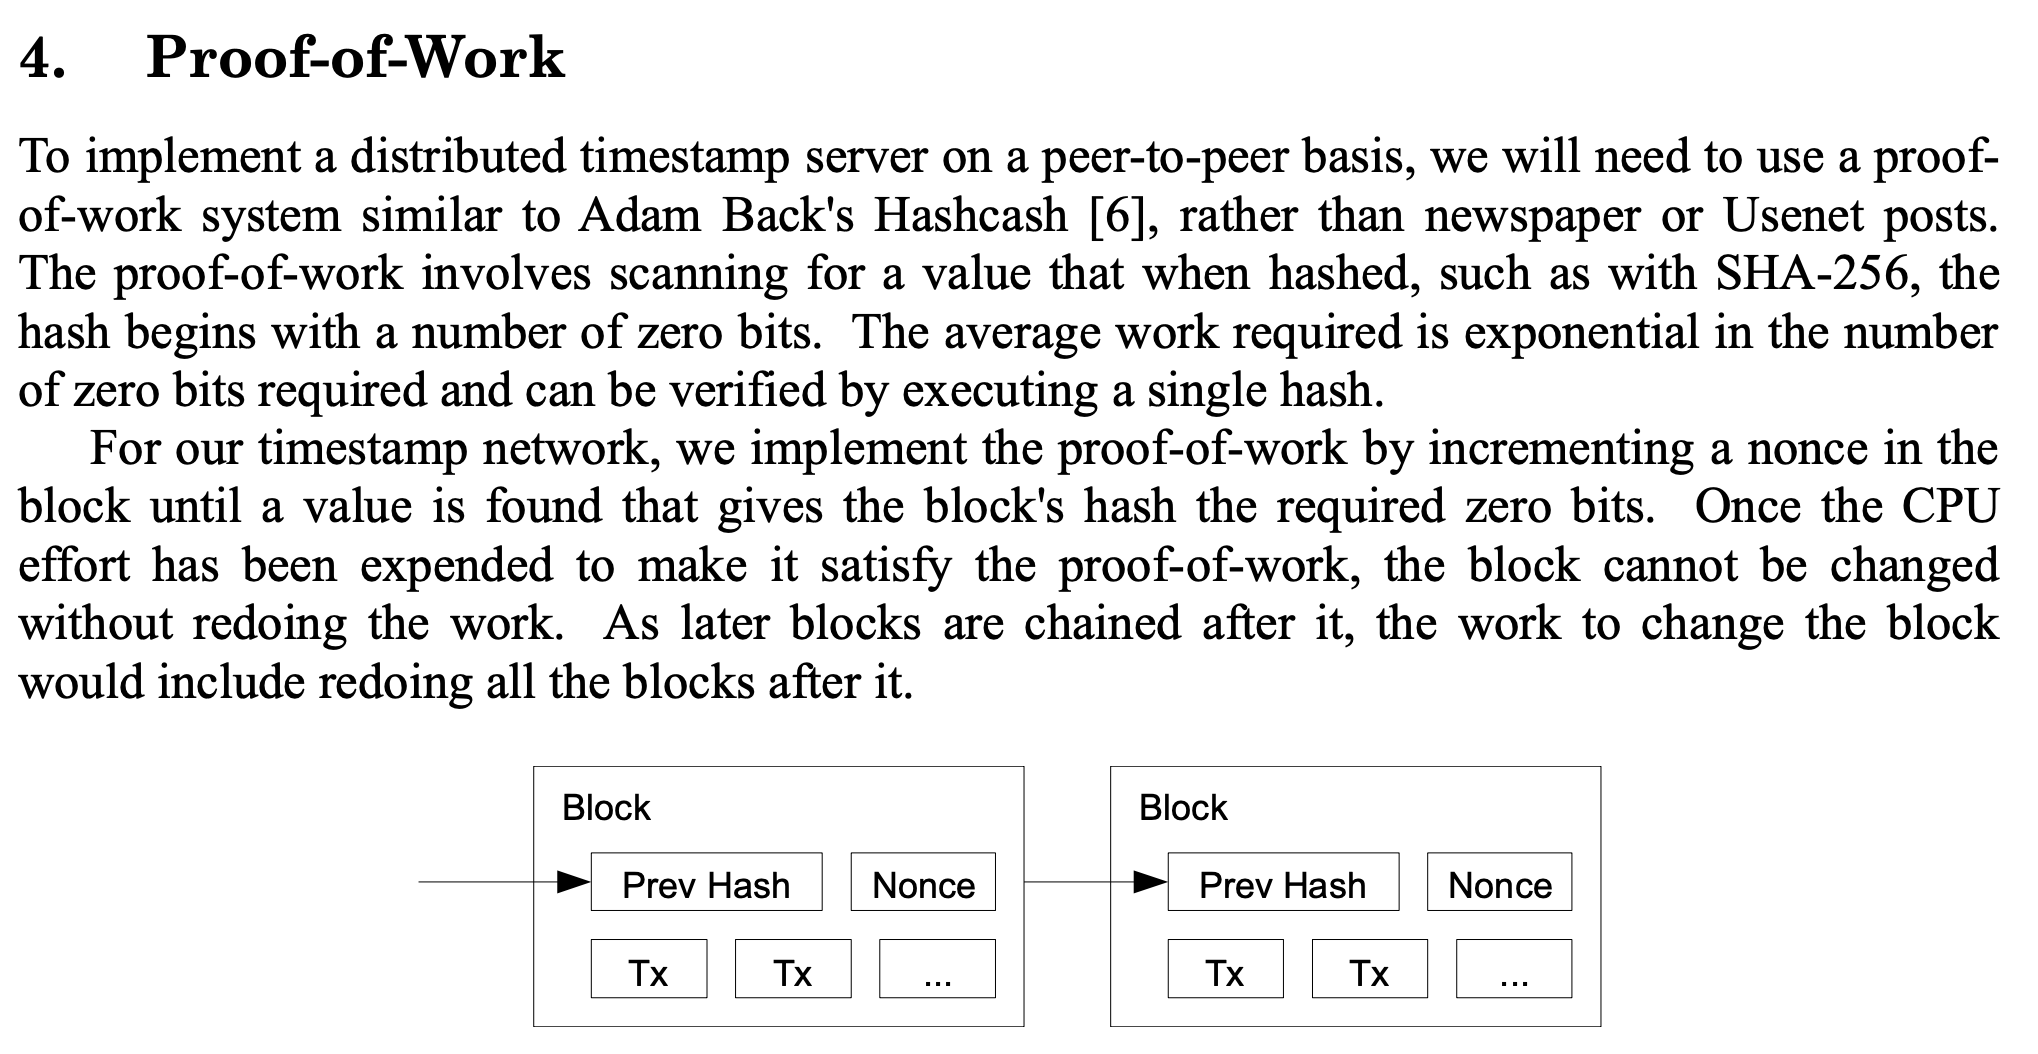 4. Proof-of-Work
To implement a distributed timestamp server on a peer-to-peer basis, we will need to use a proof-
of-work system similar to Adam Back's Hashcash [6], rather than newspaper or Usenet posts.
The proof-of-work involves scanning for a value that when hashed, such as with SHA-256, the
hash begins with a number of zero bits. The average work required is exponential in the number
of zero bits required and can be verified by executing a single hash.
For our timestamp network, we implement the proof-of-work by incrementing a nonce in the
block until a value is found that gives the block's hash the required zero bits. Once the CPU
effort has been expended to make it satisfy the proof-of-work, the block cannot be changed
without redoing the work. As later blocks are chained after it, the work to change the block
would include redoing all the blocks after it.
Block
Prev Hash Nonce
Tx Tx ...
Block
Prev Hash Nonce
Tx Tx ...